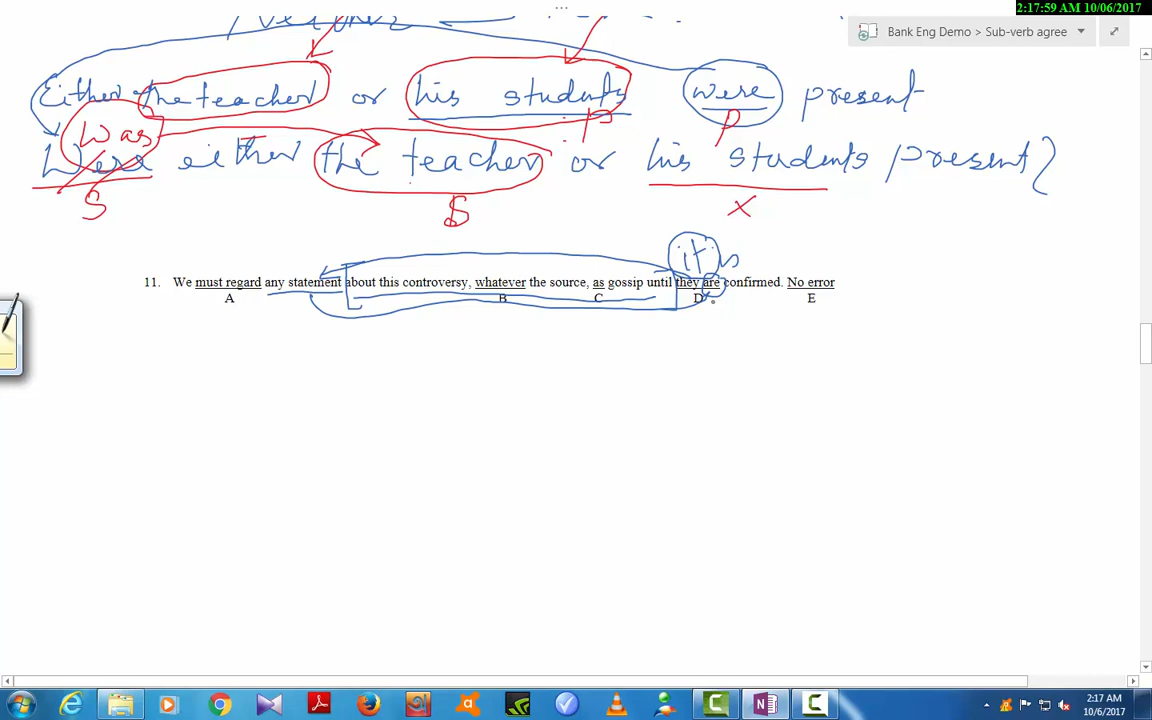 2:17:59 AM 10/06/2017
Bank Eng Demo > Sub-verb agree
Either the teacher or his students were present
P P
was
Were either the teacher or his students present?
S S X
it is
11. We must regard any statement about this controversy, whatever the source, as gossip until they are confirmed. No error
A B C D E
2:17 AM
10/6/2017